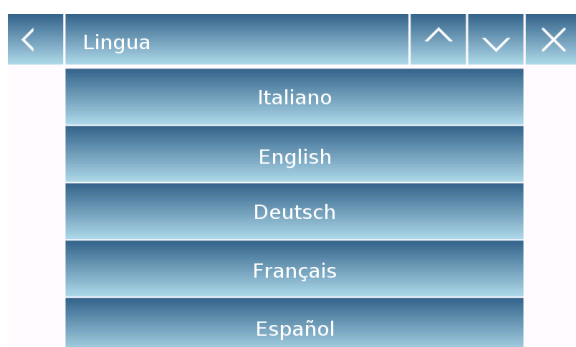 Lingua
Italiano
English
Deutsch
Français
Español